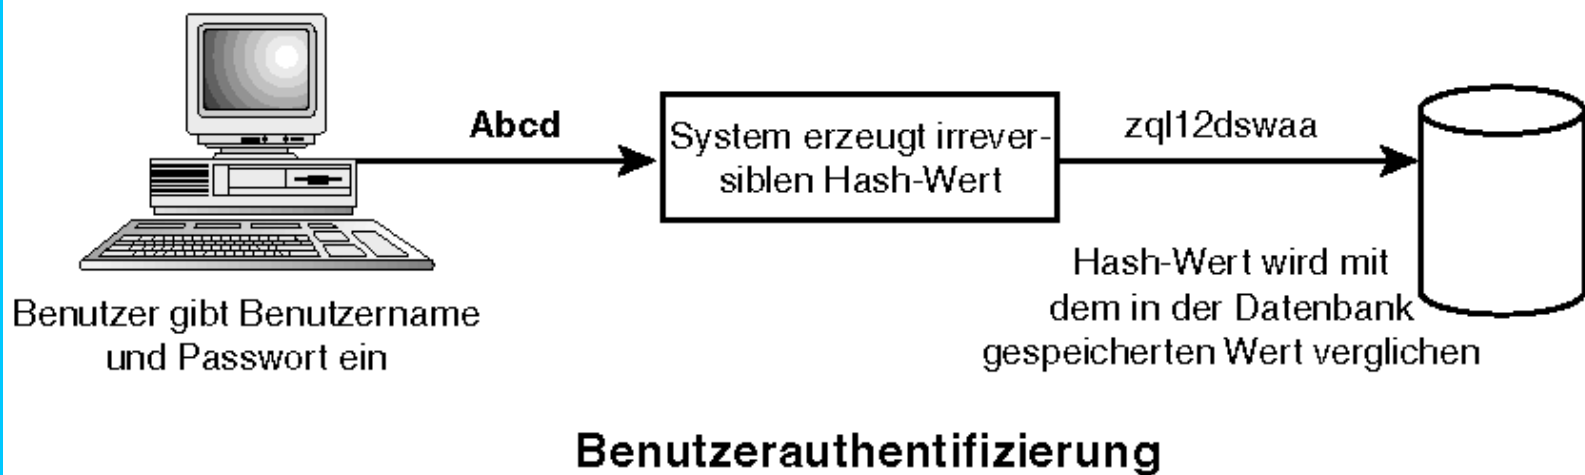 Abcd
System erzeugt irrever-
siblen Hash-Wert
zql12dswaa
Benutzer gibt Benutzername
und Passwort ein
Hash-Wert wird mit
dem in der Datenbank
gespeicherten Wert verglichen
Benutzerauthentifizierung